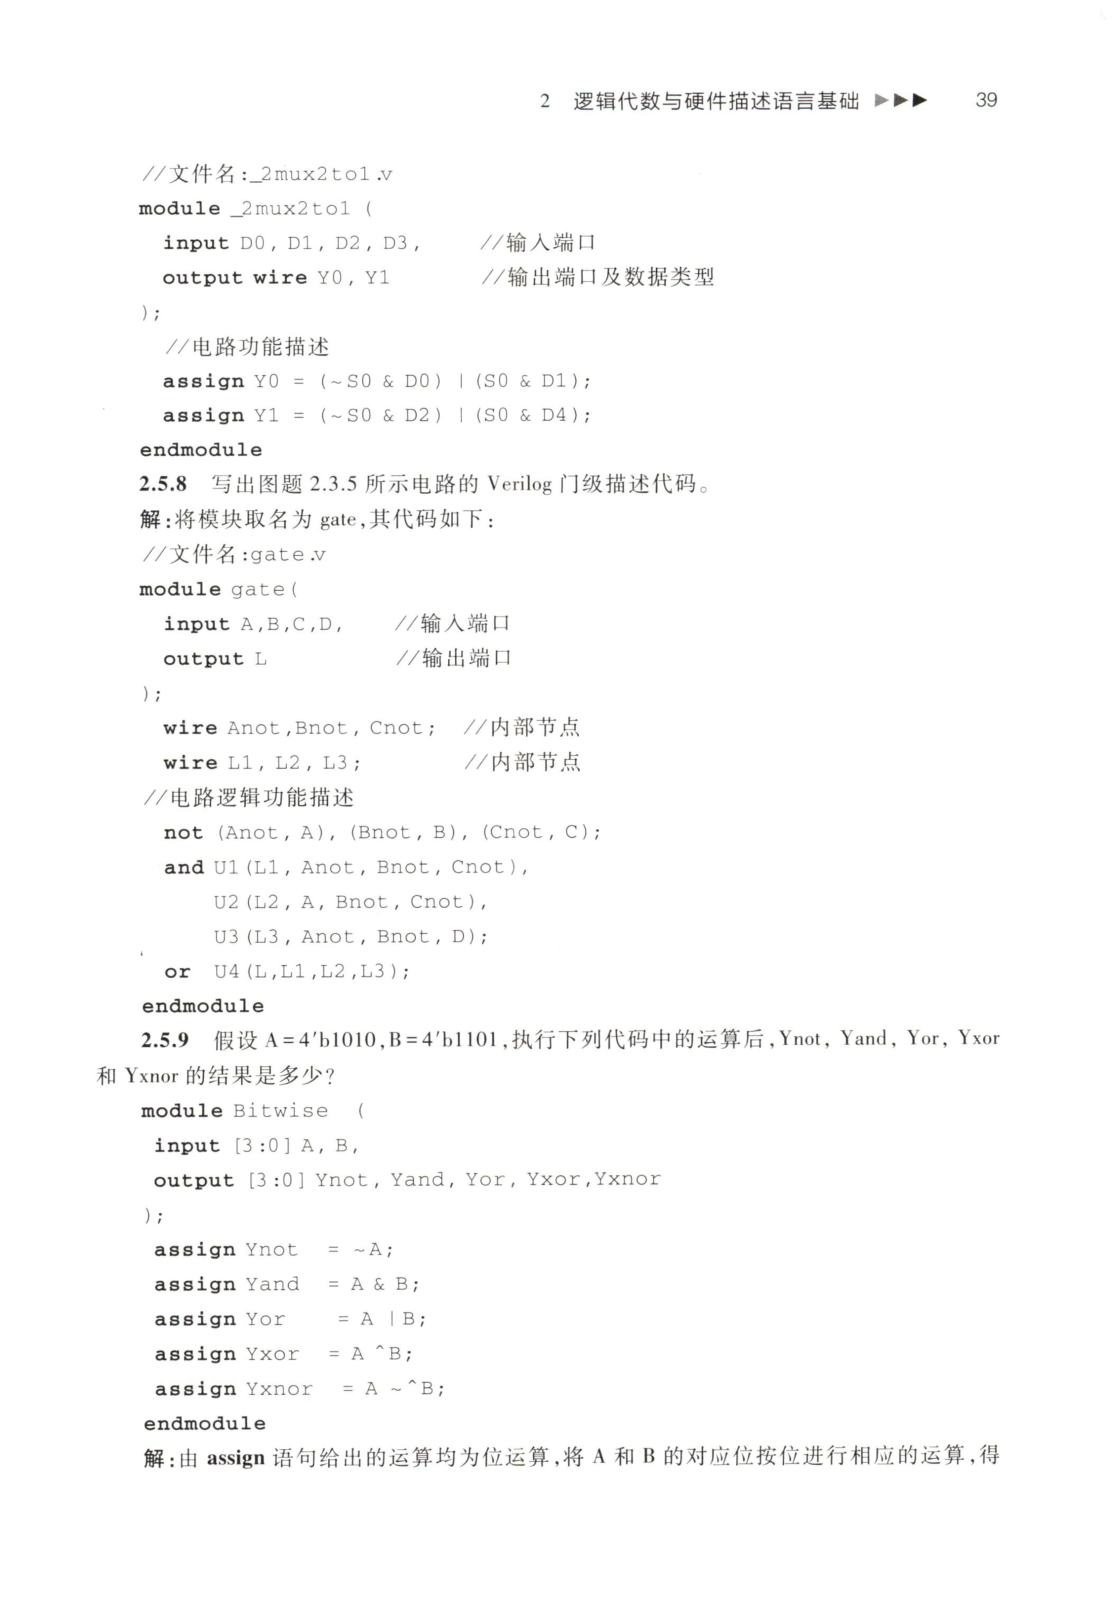 2 逻辑代数与硬件描述语言基础 ▶▶▶ 39
//文件名:_2mux2to1.v
module _2mux2to1 (
input D0, D1, D2, D3, //输入端口
output wire Y0, Y1 //输出端口及数据类型
);
//电路功能描述
assign Y0 = (~S0 & D0) | (S0 & D1);
assign Y1 = (~S0 & D2) | (S0 & D4);
endmodule
2.5.8 写出图题 2.3.5 所示电路的 Verilog 门级描述代码。
解:将模块取名为 gate,其代码如下:
//文件名:gate.v
module gate(
input A,B,C,D, //输入端口
output L //输出端口
);
wire Anot,Bnot, Cnot; //内部节点
wire L1, L2, L3; //内部节点
//电路逻辑功能描述
not (Anot, A), (Bnot, B), (Cnot, C);
and U1(L1, Anot, Bnot, Cnot),
U2(L2, A, Bnot, Cnot),
U3(L3, Anot, Bnot, D);
or U4(L,L1,L2,L3);
endmodule
2.5.9 假设 A=4'b1010,B=4'b1101,执行下列代码中的运算后,Ynot, Yand, Yor, Yxor
和 Yxnor 的结果是多少?
module Bitwise (
input [3:0] A, B,
output [3:0] Ynot, Yand, Yor, Yxor,Yxnor
);
assign Ynot = ~A;
assign Yand = A & B;
assign Yor = A | B;
assign Yxor = A ^B;
assign Yxnor = A ~^B;
endmodule
解:由 assign 语句给出的运算均为位运算,将 A 和 B 的对应位按位进行相应的运算,得